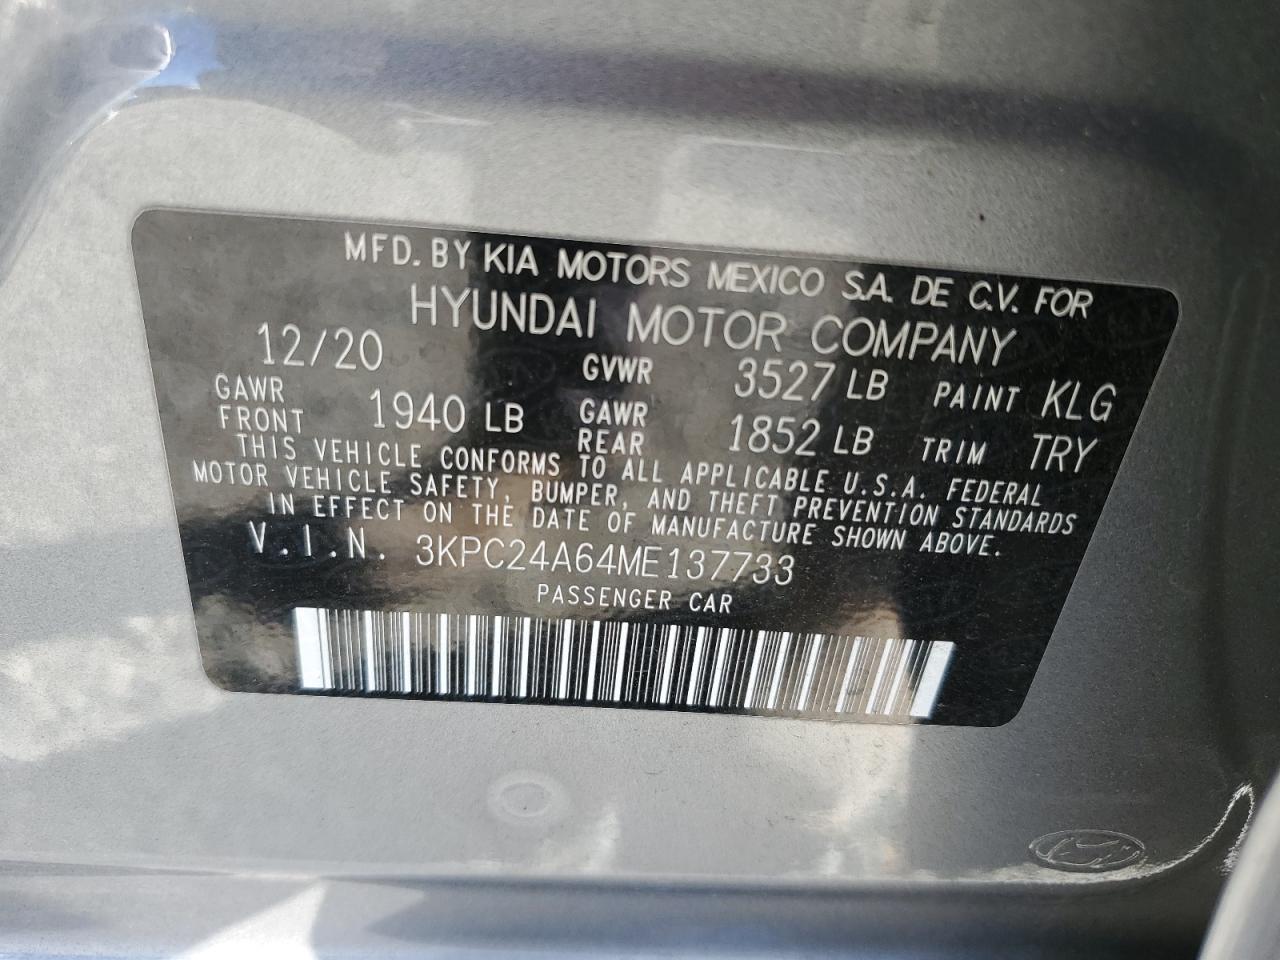 MFD. BY KIA MOTORS MEXICO S.A. DE C.V. FOR
HYUNDAI MOTOR COMPANY
12/20 GVWR 3527 LB PAINT KLG
GAWR FRONT 1940 LB GAWR REAR 1852 LB TRIM TRY
THIS VEHICLE CONFORMS TO ALL APPLICABLE U.S.A. FEDERAL
MOTOR VEHICLE SAFETY, BUMPER, AND THEFT PREVENTION STANDARDS
IN EFFECT ON THE DATE OF MANUFACTURE SHOWN ABOVE.
V.I.N. 3KPC24A64ME137733
PASSENGER CAR